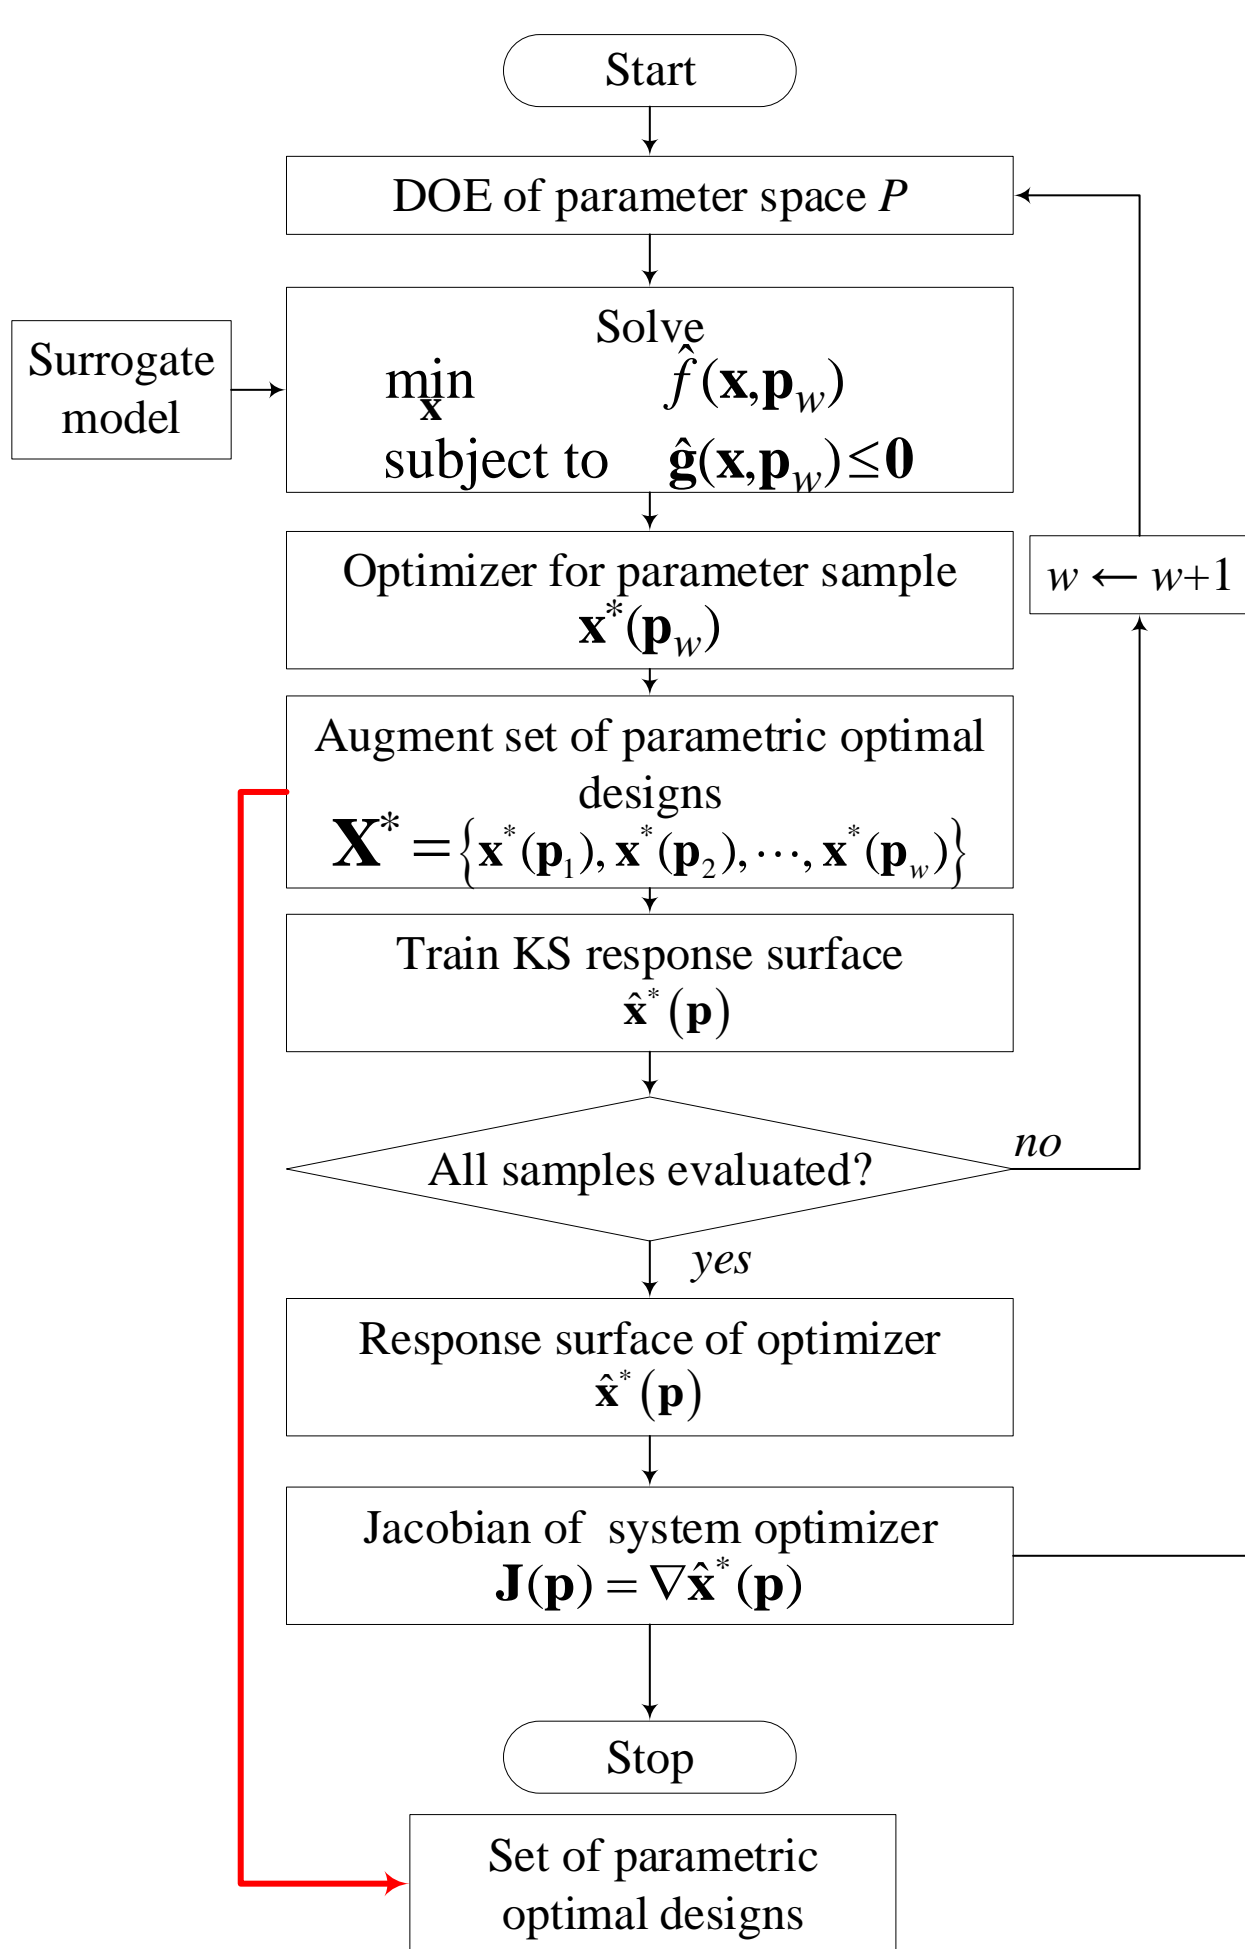 Start
DOE of parameter space P
Surrogate
model
Solve
min f̂(x,p_w)
x
subject to ĝ(x,p_w)≤0
Optimizer for parameter sample
x*(p_w)
w ← w+1
Augment set of parametric optimal
designs
X* = {x*(p₁), x*(p₂), ⋯, x*(p_w)}
Train KS response surface
x̂*(p)
All samples evaluated?
no
yes
Response surface of optimizer
x̂*(p)
Jacobian of system optimizer
J(p) = ∇x̂*(p)
Stop
Set of parametric
optimal designs